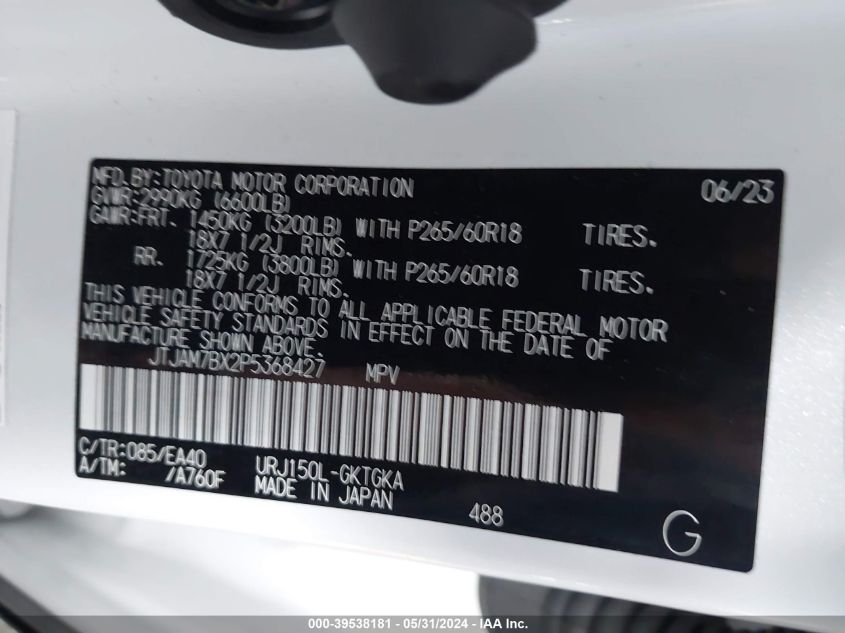 MFD.BY:TOYOTA MOTOR CORPORATION 06/23
GVWR:2990KG (6600LB)
GAWR:FRT. 1450KG (3200LB) WITH P265/60R18 TIRES.
18X7 1/2J RIMS.
RR. 1725KG (3800LB) WITH P265/60R18 TIRES.
18X7 1/2J RIMS.
THIS VEHICLE CONFORMS TO ALL APPLICABLE FEDERAL MOTOR
VEHICLE SAFETY STANDARDS IN EFFECT ON THE DATE OF
MANUFACTURE SHOWN ABOVE.
JTJAM7BX2P5368427 MPV
C/TR:085/EA40 URJ150L-GKTGKA
A/TM: /A760F MADE IN JAPAN 488
G
000-39538181 - 05/31/2024 - IAA Inc.